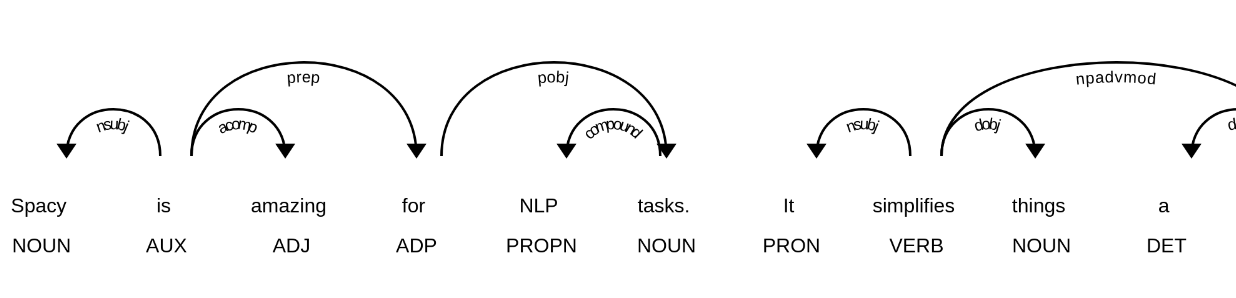 prep pobj npadvmod
nsubj acomp compound nsubj dobj
Spacy is amazing for NLP tasks. It simplifies things a
NOUN AUX ADJ ADP PROPN NOUN PRON VERB NOUN DET